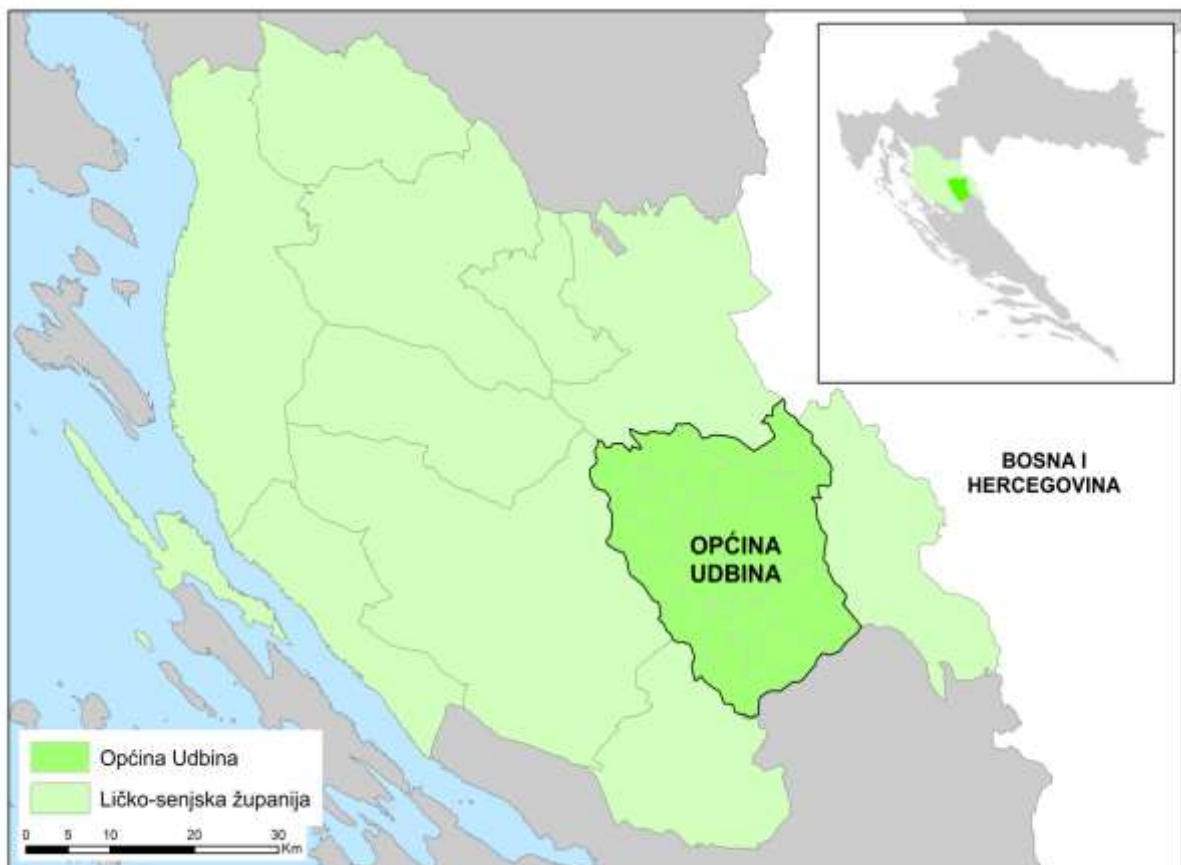 BOSNA I
HERCEGOVINA
OPĆINA
UDBINA
Općina Udbina
Ličko-senjska županija
0 5 10 20 30
Km